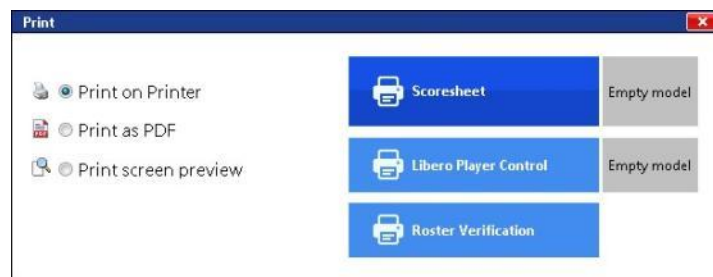 Print
Print on Printer
Print as PDF
Print screen preview
Scoresheet
Empty model
Libero Player Control
Empty model
Roster Verification